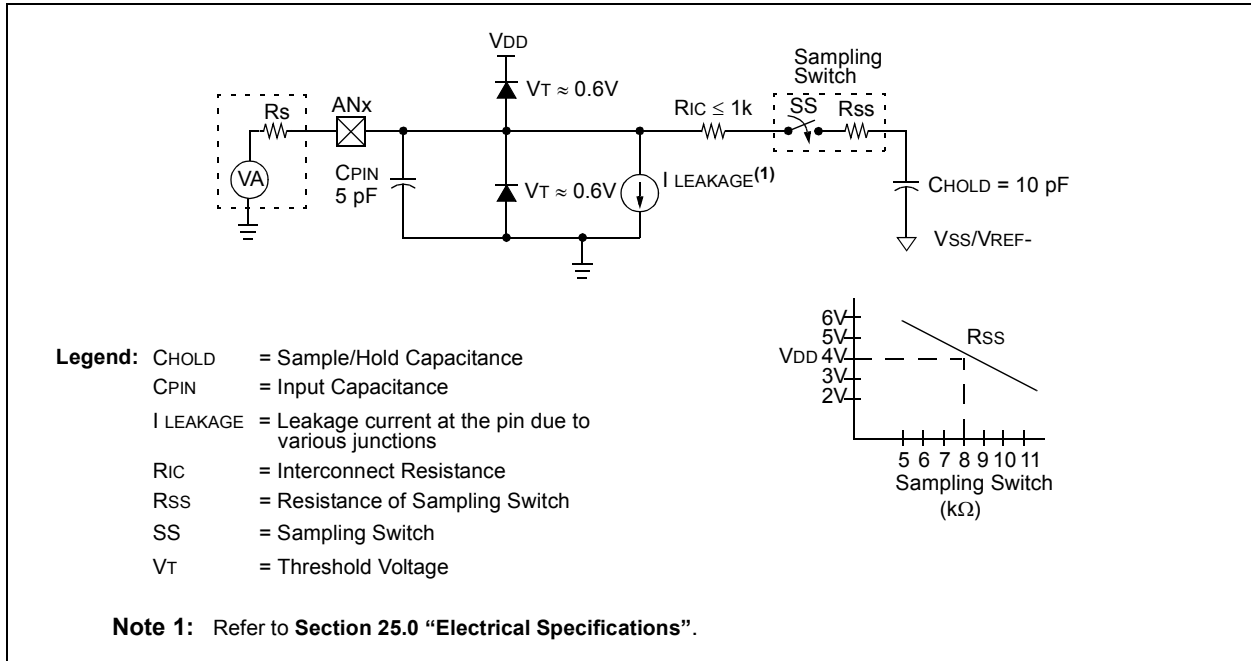 VDD
Sampling
Switch
VT ≈ 0.6V
Rs
ANx
RIC ≤ 1k
SS
Rss
VA
CPIN
5 pF
VT ≈ 0.6V
I LEAKAGE(1)
CHOLD = 10 pF
VSS/VREF-
6V
5V
VDD 4V
3V
2V
RSS
5 6 7 8 9 10 11
Sampling Switch
(kΩ)
Legend: CHOLD = Sample/Hold Capacitance
CPIN = Input Capacitance
I LEAKAGE = Leakage current at the pin due to
various junctions
RIC = Interconnect Resistance
RSS = Resistance of Sampling Switch
SS = Sampling Switch
VT = Threshold Voltage
Note 1: Refer to Section 25.0 “Electrical Specifications”.